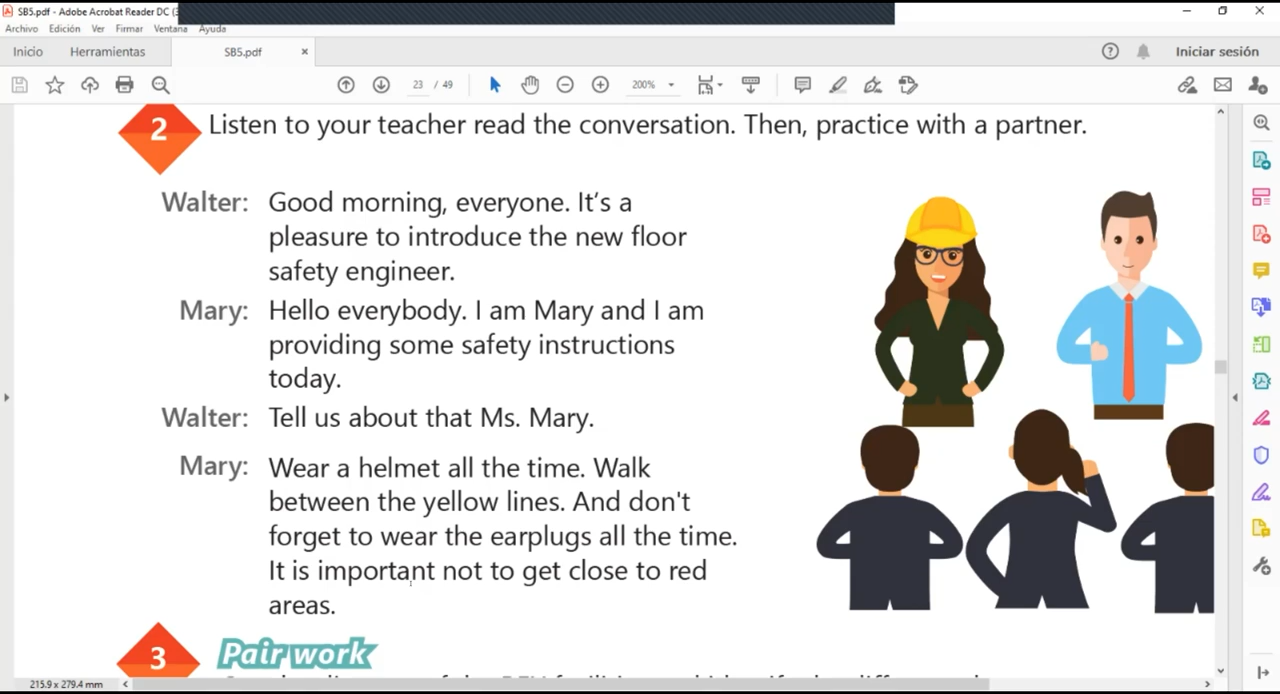 SB5.pdf - Adobe Acrobat Reader DC (3
Archivo Edición Ver Firmar Ventana Ayuda
Inicio Herramientas SB5.pdf × Iniciar sesión
23 / 49 200%
2 Listen to your teacher read the conversation. Then, practice with a partner.
Walter: Good morning, everyone. It's a
pleasure to introduce the new floor
safety engineer.
Mary: Hello everybody. I am Mary and I am
providing some safety instructions
today.
Walter: Tell us about that Ms. Mary.
Mary: Wear a helmet all the time. Walk
between the yellow lines. And don't
forget to wear the earplugs all the time.
It is important not to get close to red
areas.
3 Pair work
215.9 x 279.4 mm